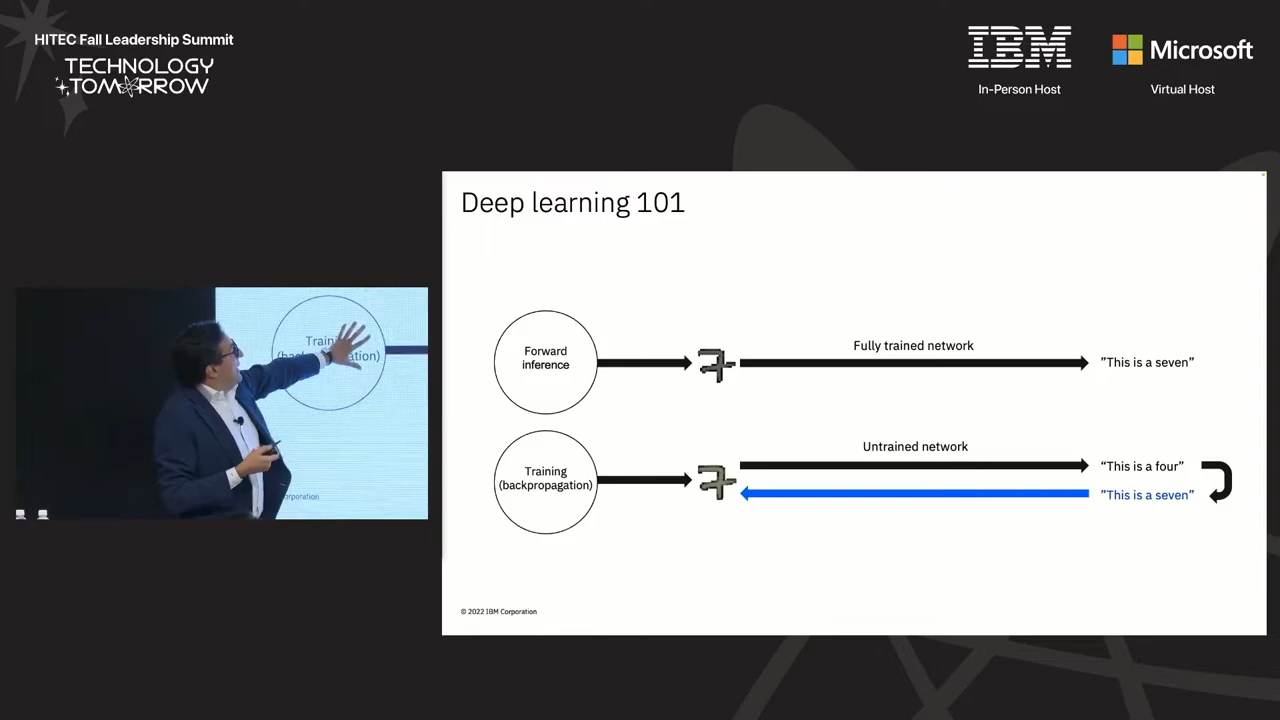 HITEC Fall Leadership Summit
TECHNOLOGY
TOMORROW
IBM
In-Person Host
Microsoft
Virtual Host
Deep learning 101
Forward
inference
Fully trained network
"This is a seven"
Training
(backpropagation)
Untrained network
"This is a four"
"This is a seven"
© 2022 IBM Corporation